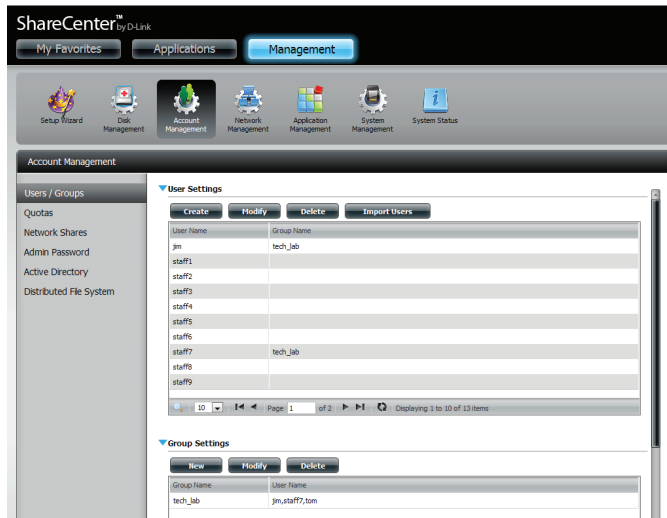 ShareCenter™ by D-Link
My Favorites Applications Management
Setup Wizard Disk Management Account Management Network Management Application Management System Management System Status
Account Management
Users / Groups
Quotas
Network Shares
Admin Password
Active Directory
Distributed File System
User Settings
Create Modify Delete Import Users
User Name Group Name
jim tech_lab
staff1
staff2
staff3
staff4
staff5
staff6
staff7 tech_lab
staff8
staff9
10 Page 1 of 2 Displaying 1 to 10 of 13 items
Group Settings
New Modify Delete
Group Name User Name
tech_lab jim,staff7,tom